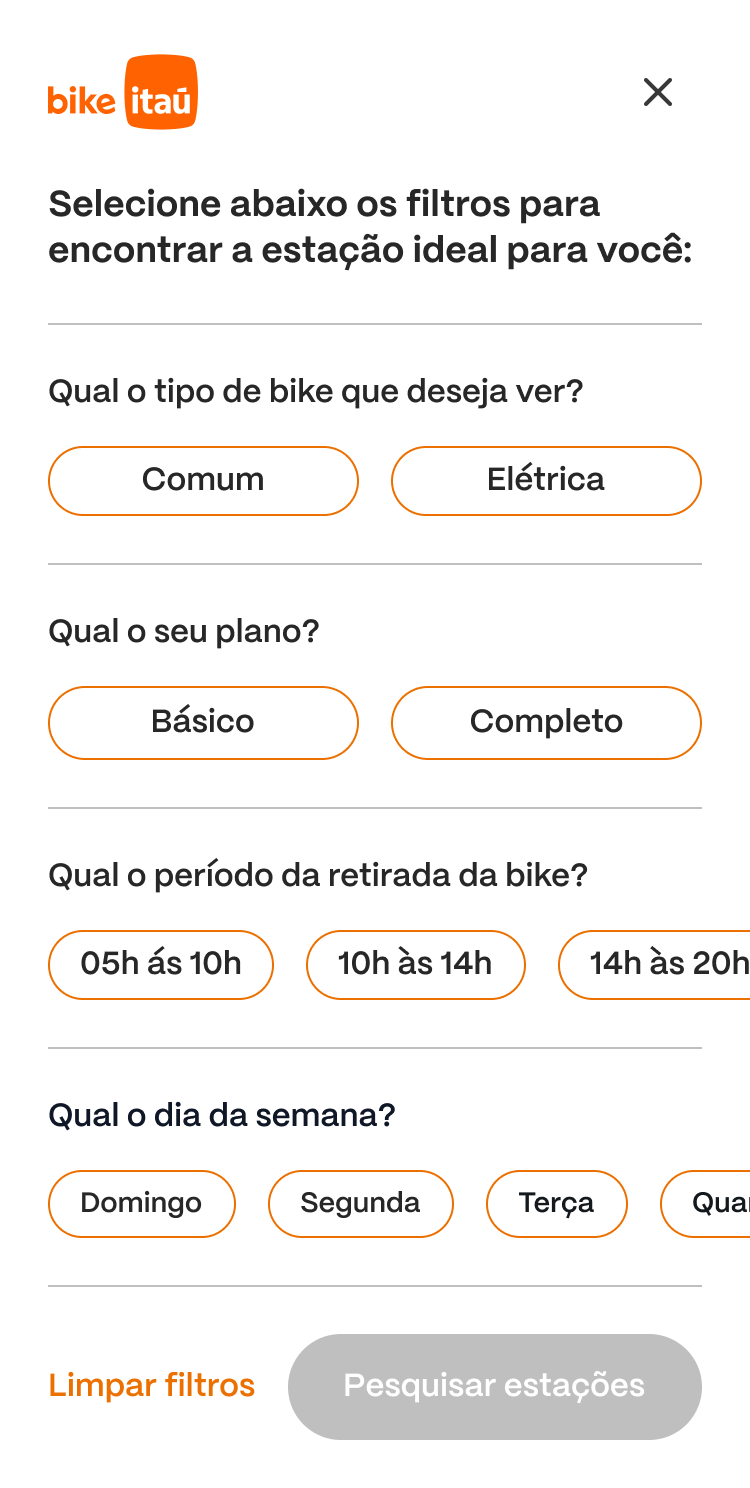 bike itaú
Selecione abaixo os filtros para
encontrar a estação ideal para você:
Qual o tipo de bike que deseja ver?
Comum Elétrica
Qual o seu plano?
Básico Completo
Qual o período da retirada da bike?
05h ás 10h 10h às 14h 14h às 20h
Qual o dia da semana?
Domingo Segunda Terça
Limpar filtros Pesquisar estações